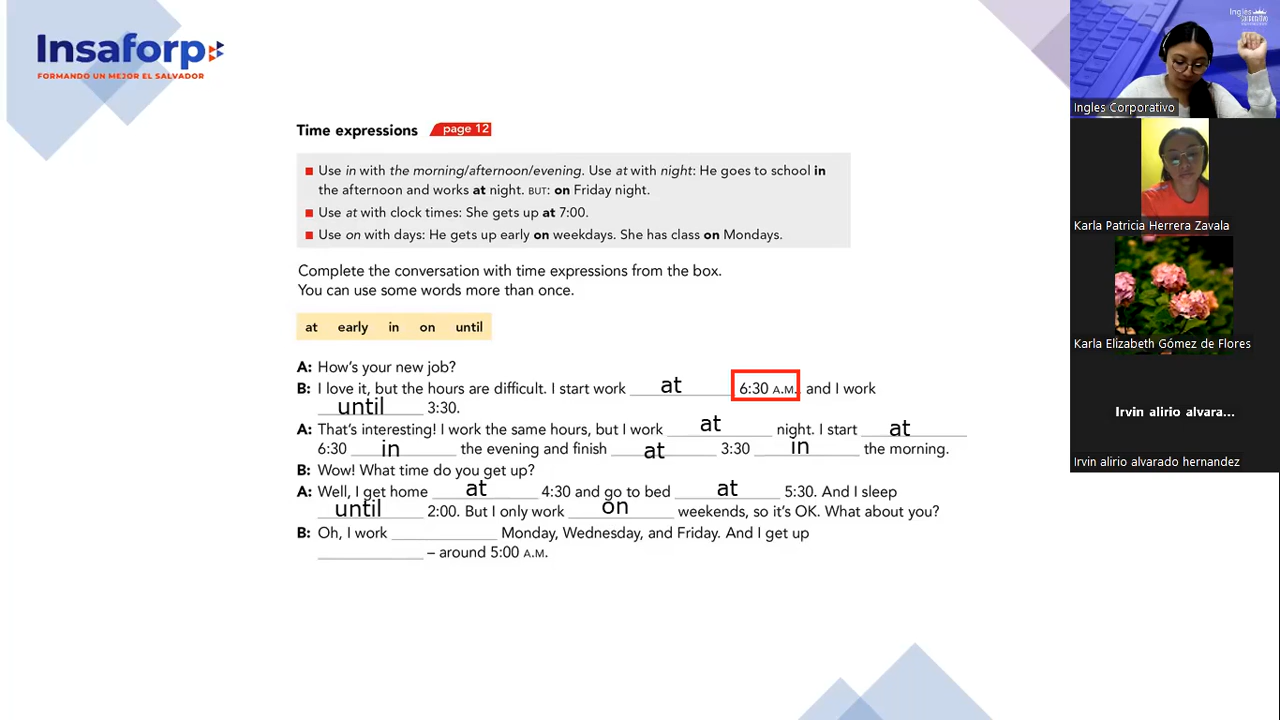 Insaforp
FORMANDO UN MEJOR EL SALVADOR
Time expressions page 12
Use in with the morning/afternoon/evening. Use at with night: He goes to school in
the afternoon and works at night. BUT: on Friday night.
Use at with clock times: She gets up at 7:00.
Use on with days: He gets up early on weekdays. She has class on Mondays.
Complete the conversation with time expressions from the box.
You can use some words more than once.
at early in on until
A: How's your new job?
B: I love it, but the hours are difficult. I start work at 6:30 A.M. and I work
until 3:30.
A: That's interesting! I work the same hours, but I work at night. I start at
6:30 in the evening and finish at 3:30 in the morning.
B: Wow! What time do you get up?
A: Well, I get home at 4:30 and go to bed at 5:30. And I sleep
until 2:00. But I only work on weekends, so it's OK. What about you?
B: Oh, I work ____________ Monday, Wednesday, and Friday. And I get up
____________ – around 5:00 A.M.
Ingles
Ingles Corporativo
Karla Patricia Herrera Zavala
Karla Elizabeth Gómez de Flores
Irvin alirio alvara...
Irvin alirio alvarado hernandez